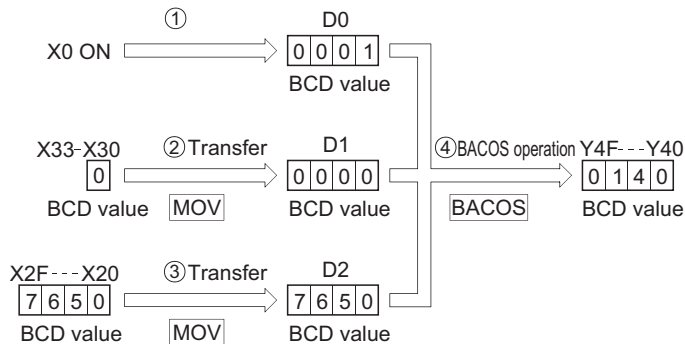 ① D0
X0 ON 0 0 0 1
BCD value
X33-X30 ②Transfer D1 ④BACOS operation Y4F---Y40
0 0 0 0 0 0 1 4 0
BCD value MOV BCD value BACOS BCD value
X2F---X20 ③Transfer D2
7 6 5 0 7 6 5 0
BCD value MOV BCD value